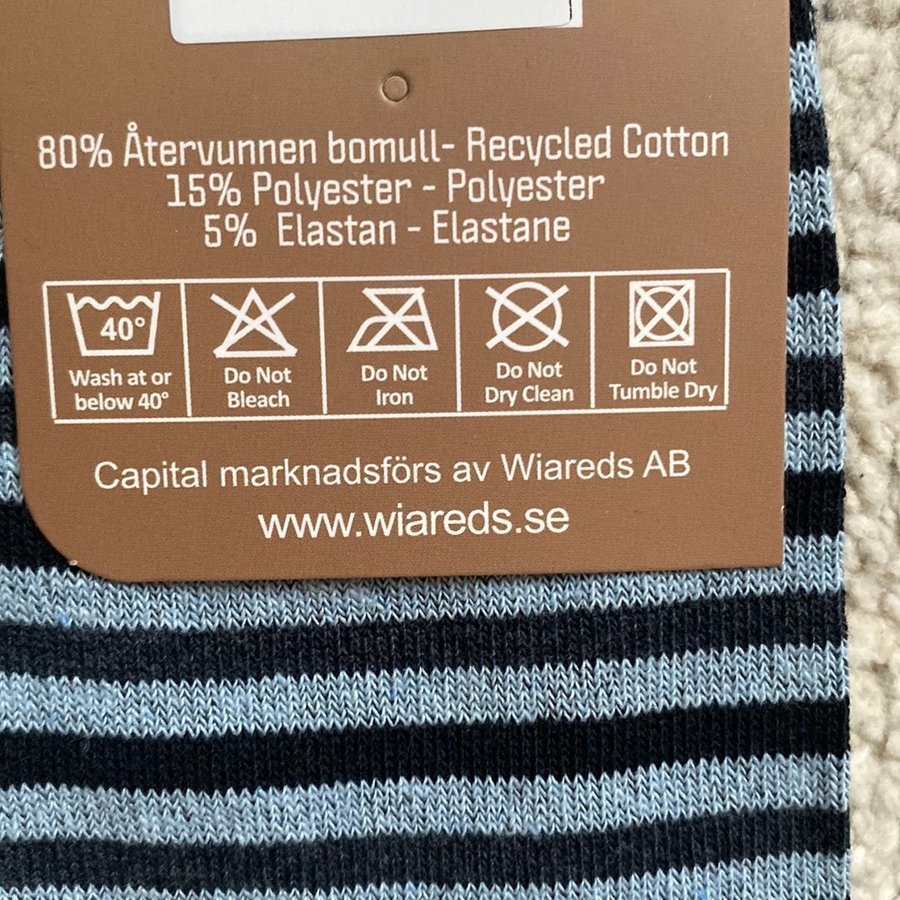 80% Återvunnen bomull- Recycled Cotton
15% Polyester - Polyester
5% Elastan - Elastane
40°
Wash at or
below 40°
Do Not
Bleach
Do Not
Iron
Do Not
Dry Clean
Do Not
Tumble Dry
Capital marknadsförs av Wiareds AB
www.wiareds.se